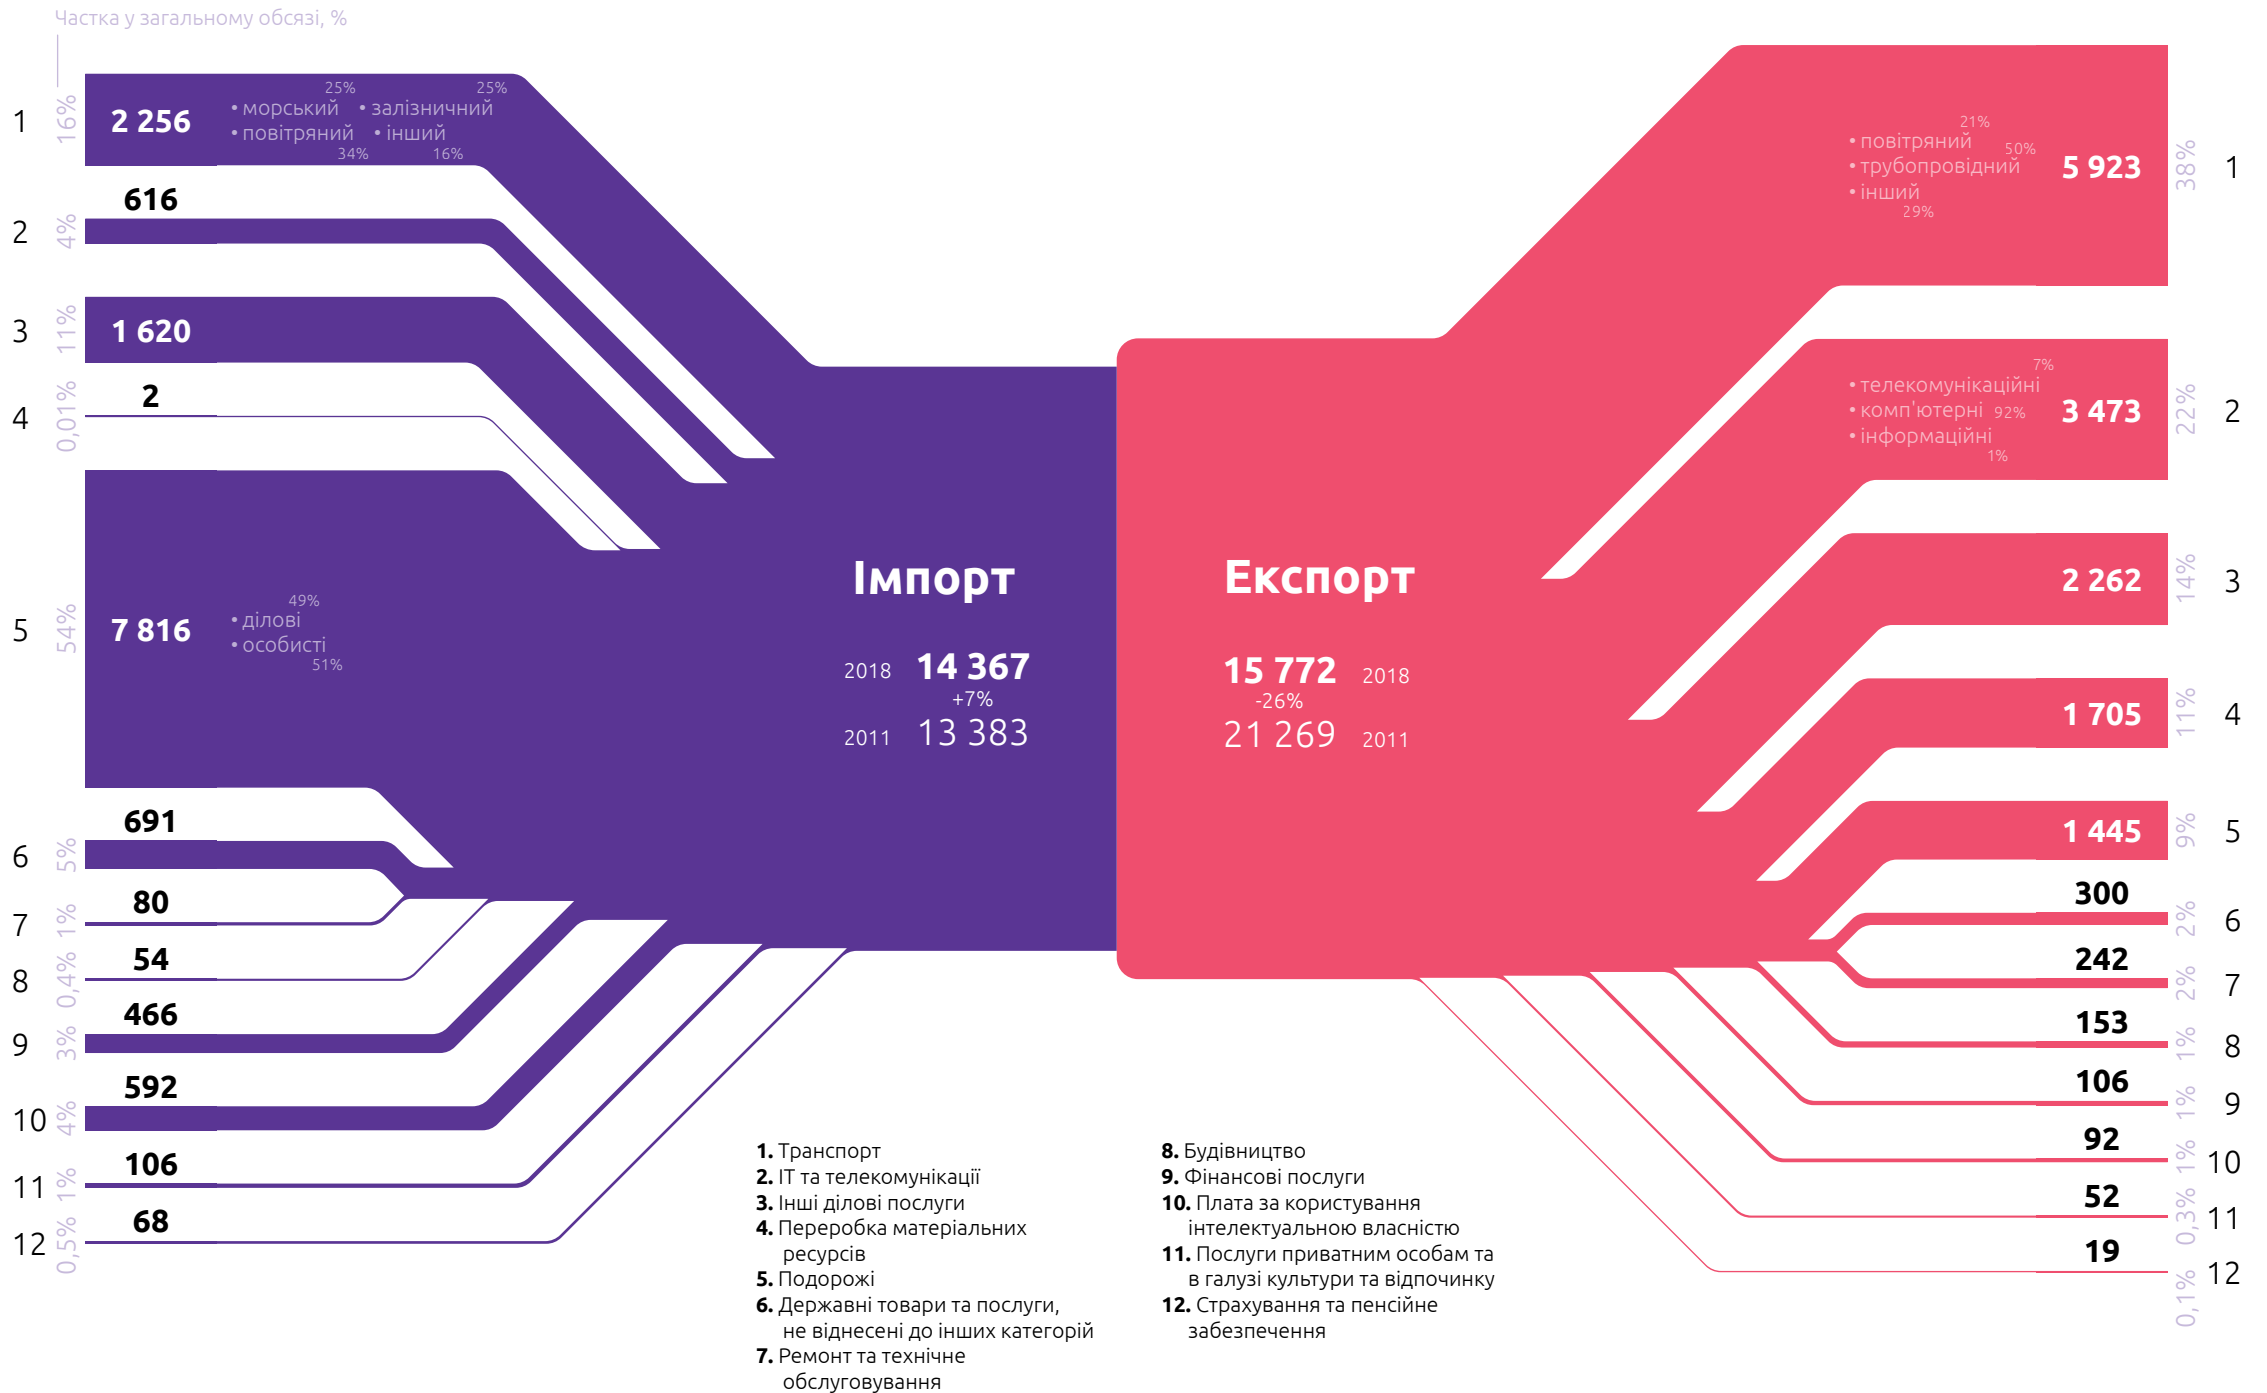 Частка у загальному обсязі, %
1
16%
2 256
25%
25%
• морський • залізничний
• повітряний • інший
34%
16%
616
2
4%
3
11%
1 620
4
0,01%
2
5
54%
7 816
49%
• ділові
• особисті
51%
691
6
5%
80
7
1%
54
8
0,4%
466
9
3%
592
10
4%
106
11
1%
68
12
0,5%
Імпорт
2018 14 367
+7%
2011 13 383
Експорт
15 772 2018
-26%
21 269 2011
21%
• повітряний
50%
• трубопровідний
• інший
29%
5 923
38%
1
7%
• телекомунікаційні
• комп'ютерні 92%
• інформаційні
1%
3 473
22%
2
2 262
14%
3
1 705
11%
4
1 445
9%
5
300
2%
6
242
2%
7
153
1%
8
106
1%
9
92
1%
10
52
0,3%
11
19
0,1%
12
1. Транспорт
2. ІТ та телекомунікації
3. Інші ділові послуги
4. Переробка матеріальних
ресурсів
5. Подорожі
6. Державні товари та послуги,
не віднесені до інших категорій
7. Ремонт та технічне
обслуговування
8. Будівництво
9. Фінансові послуги
10. Плата за користування
інтелектуальною власністю
11. Послуги приватним особам та
в галузі культури та відпочинку
12. Страхування та пенсійне
забезпечення